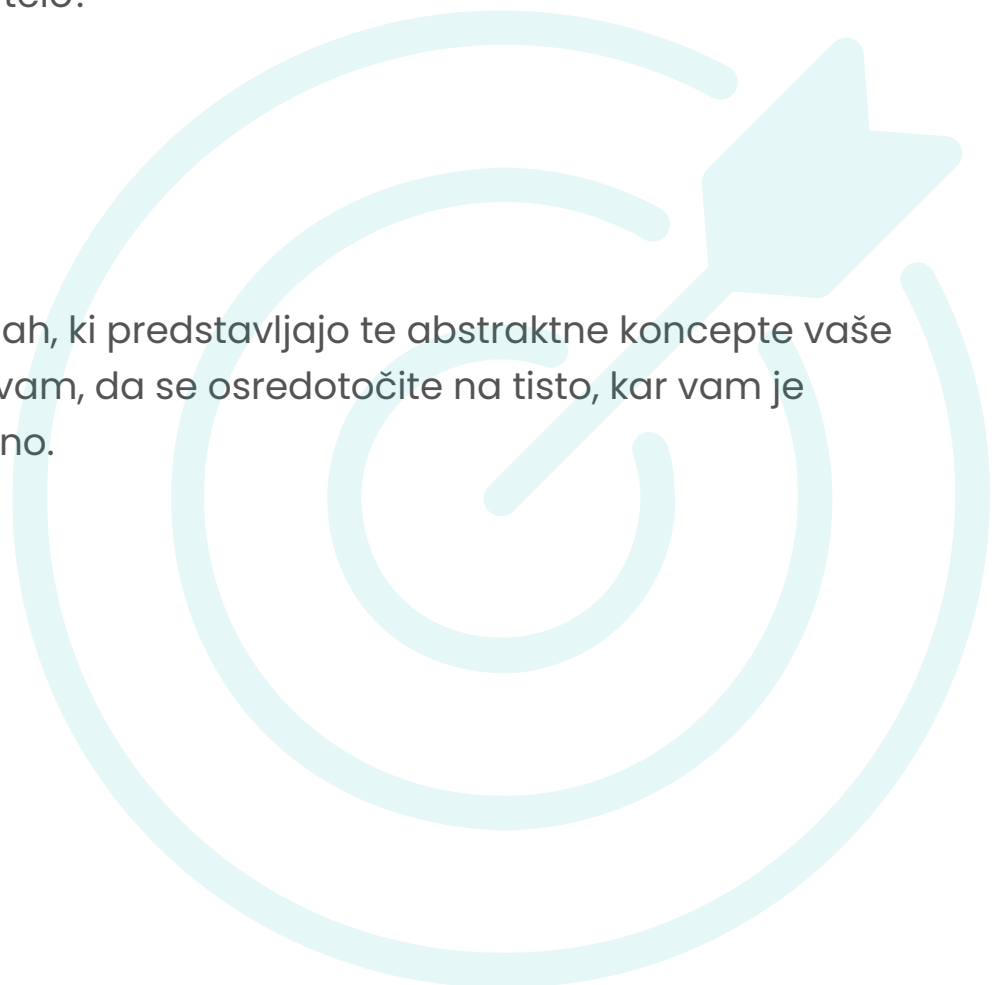 ah, ki predstavljajo te abstraktne koncepte vaše
vam, da se osredotočite na tisto, kar vam je
no.